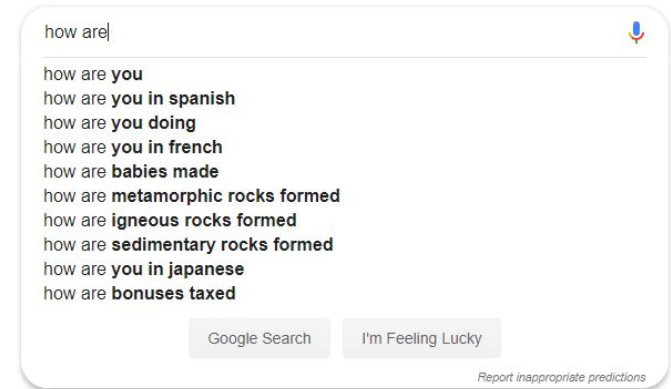 how are
how are you
how are you in spanish
how are you doing
how are you in french
how are babies made
how are metamorphic rocks formed
how are igneous rocks formed
how are sedimentary rocks formed
how are you in japanese
how are bonuses taxed
Google Search I'm Feeling Lucky
Report inappropriate predictions